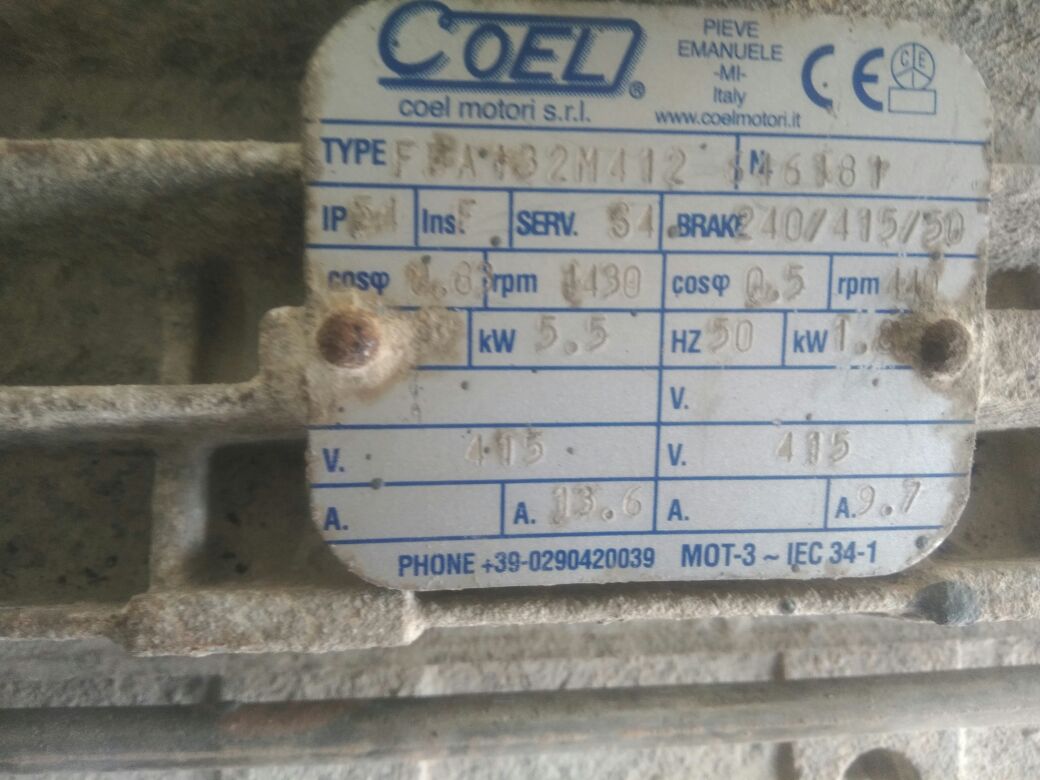 COEL®
coel motori s.r.l.
PIEVE
EMANUELE
-MI-
Italy
www.coelmotori.it
CE
TYPE N
IP Ins. F SERV. S4 BRAKE 240/415/50
cosφ rpm 1430 cosφ 0.5 rpm
kW 5.5 HZ 50 kW
V.
V. 415 V. 415
A. A. 13.6 A. A. 9.7
PHONE +39-0290420039 MOT-3 ~ IEC 34-1